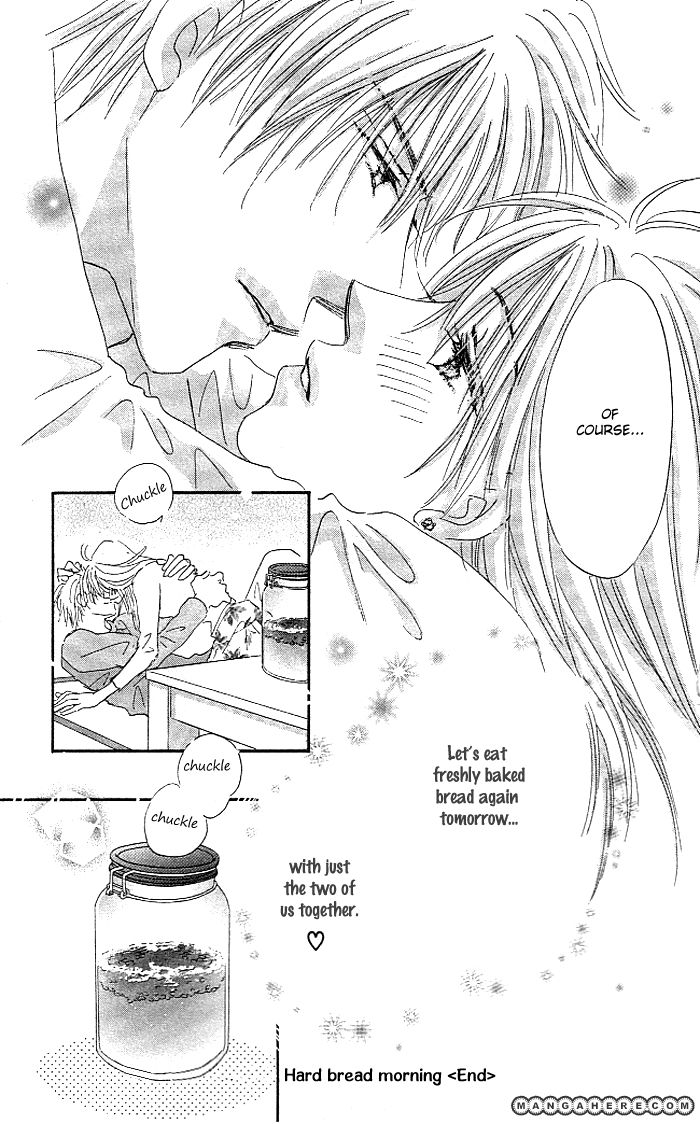 OF
COURSE...
Chuckle
Let's eat
freshly baked
bread again
tomorrow...
chuckle
chuckle
with just
the two of
us together.
♡
Hard bread morning <End>
MANGAHERE.COM